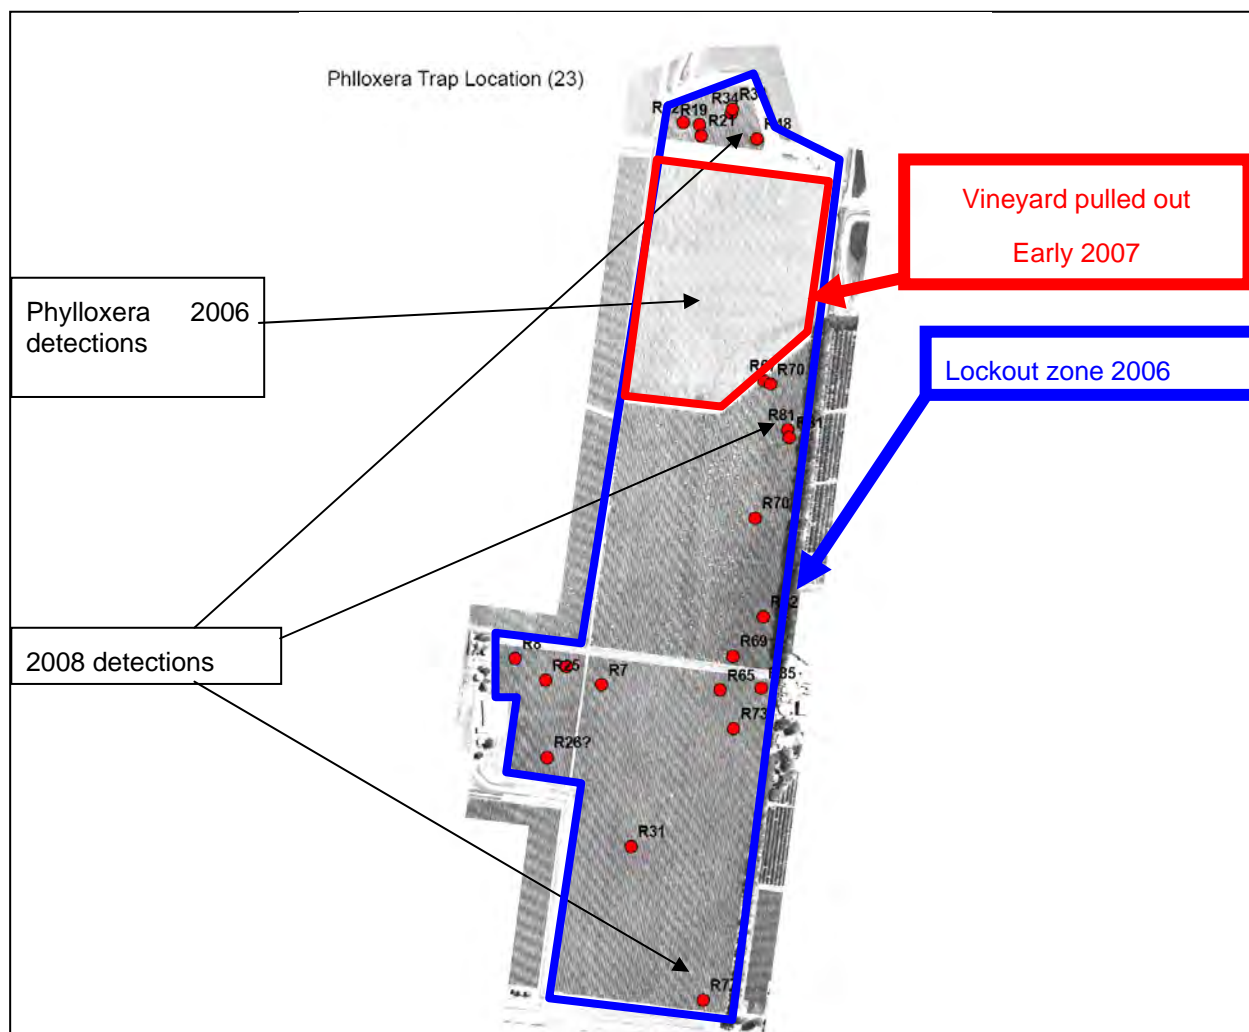 Phlloxera Trap Location (23)
R34
R19
R21
Vineyard pulled out
Early 2007
Phylloxera 2006
detections
Lockout zone 2006
R70
R81
R70
R69
R8
R25
R7
R65
R73
2008 detections
R26?
R31